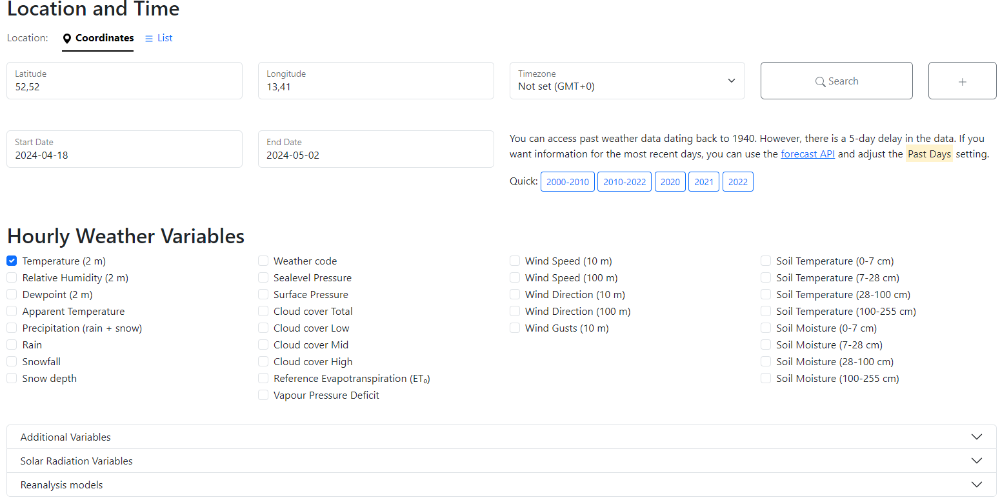 Location and Time
Location: Coordinates List
Latitude
52,52
Longitude
13,41
Timezone
Not set (GMT+0)
Search
+
Start Date
2024-04-18
End Date
2024-05-02
You can access past weather data dating back to 1940. However, there is a 5-day delay in the data. If you
want information for the most recent days, you can use the forecast API and adjust the Past Days setting.
Quick: 2000-2010 2010-2022 2020 2021 2022
Hourly Weather Variables
Temperature (2 m)
Relative Humidity (2 m)
Dewpoint (2 m)
Apparent Temperature
Precipitation (rain + snow)
Rain
Snowfall
Snow depth
Weather code
Sealevel Pressure
Surface Pressure
Cloud cover Total
Cloud cover Low
Cloud cover Mid
Cloud cover High
Reference Evapotranspiration (ET₀)
Vapour Pressure Deficit
Wind Speed (10 m)
Wind Speed (100 m)
Wind Direction (10 m)
Wind Direction (100 m)
Wind Gusts (10 m)
Soil Temperature (0-7 cm)
Soil Temperature (7-28 cm)
Soil Temperature (28-100 cm)
Soil Temperature (100-255 cm)
Soil Moisture (0-7 cm)
Soil Moisture (7-28 cm)
Soil Moisture (28-100 cm)
Soil Moisture (100-255 cm)
Additional Variables
Solar Radiation Variables
Reanalysis models